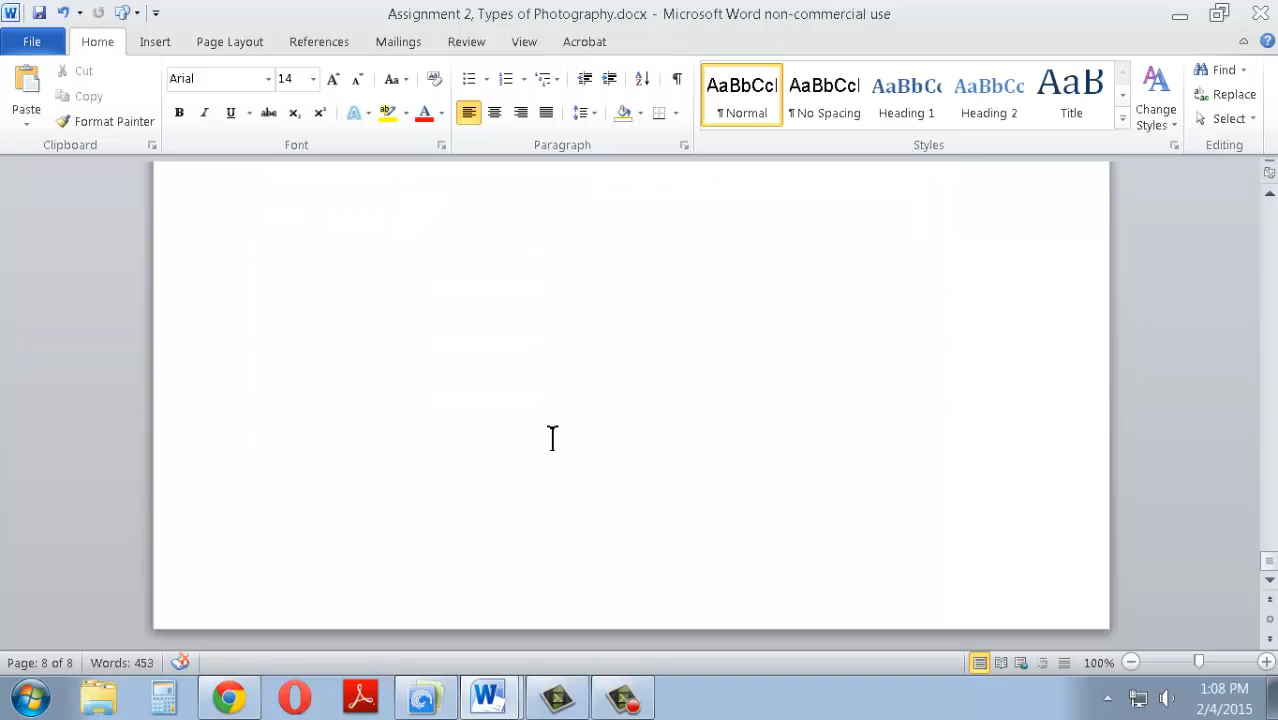 Assignment 2, Types of Photography.docx - Microsoft Word non-commercial use
File Home Insert Page Layout References Mailings Review View Acrobat
Paste
Cut
Copy
Format Painter
Clipboard
Arial 14
Font
Paragraph
AaBbCcI AaBbCcI AaBbCc AaBbCc AaB
¶ Normal ¶ No Spacing Heading 1 Heading 2 Title
Change Styles
Styles
Find
Replace
Select
Editing
Page: 8 of 8 Words: 453 100%
1:08 PM
2/4/2015